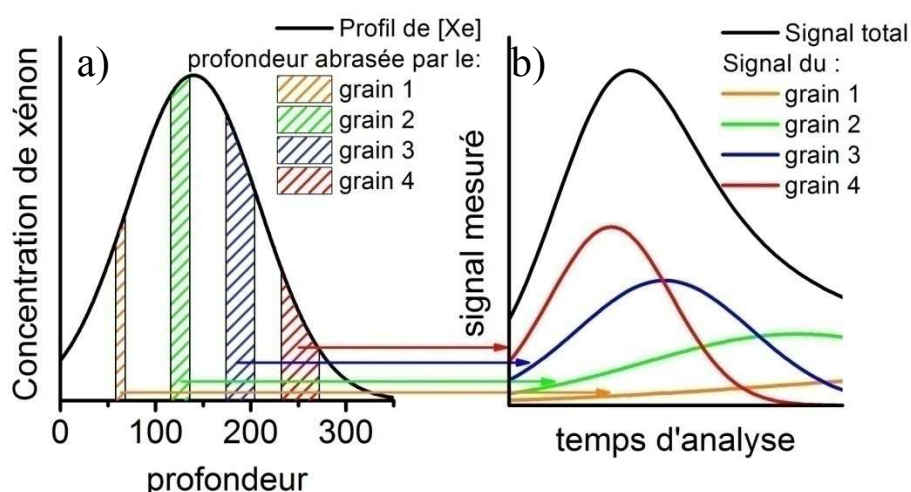 a)
Profil de [Xe]
profondeur abrasée par le:
grain 1
grain 2
grain 3
grain 4
Concentration de xénon
0 100 200 300
profondeur
b)
Signal total
Signal du :
grain 1
grain 2
grain 3
grain 4
signal mesuré
temps d'analyse